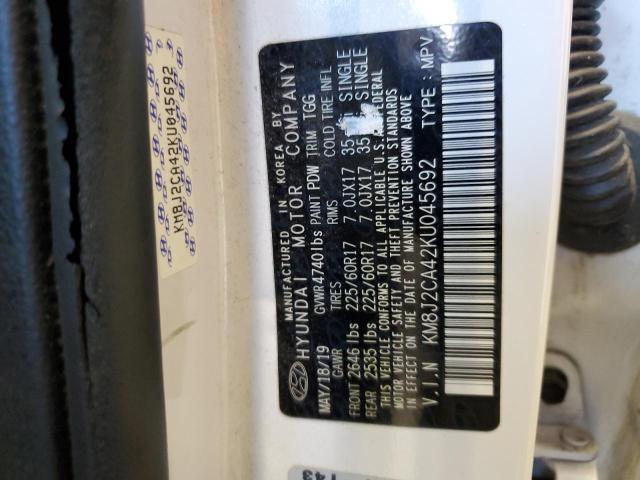 KM8J2CA42KU045692
MANUFACTURED IN KOREA BY
HYUNDAI MOTOR COMPANY
MAY/18/19 GVWR 4740lbs PAINT PDW TRIM TGG
GAWR TIRES RIMS COLD TIRE INFL
FRONT 2646 lbs 225/60R17 7.0JX17 35 SINGLE
REAR 2535 lbs 225/60R17 7.0JX17 35 SINGLE
THIS VEHICLE CONFORMS TO ALL APPLICABLE U.S. FEDERAL
MOTOR VEHICLE SAFETY AND THEFT PREVENTION STANDARDS
IN EFFECT ON THE DATE OF MANUFACTURE SHOWN ABOVE
V.I.N KM8J2CA42KU045692 TYPE : MPV